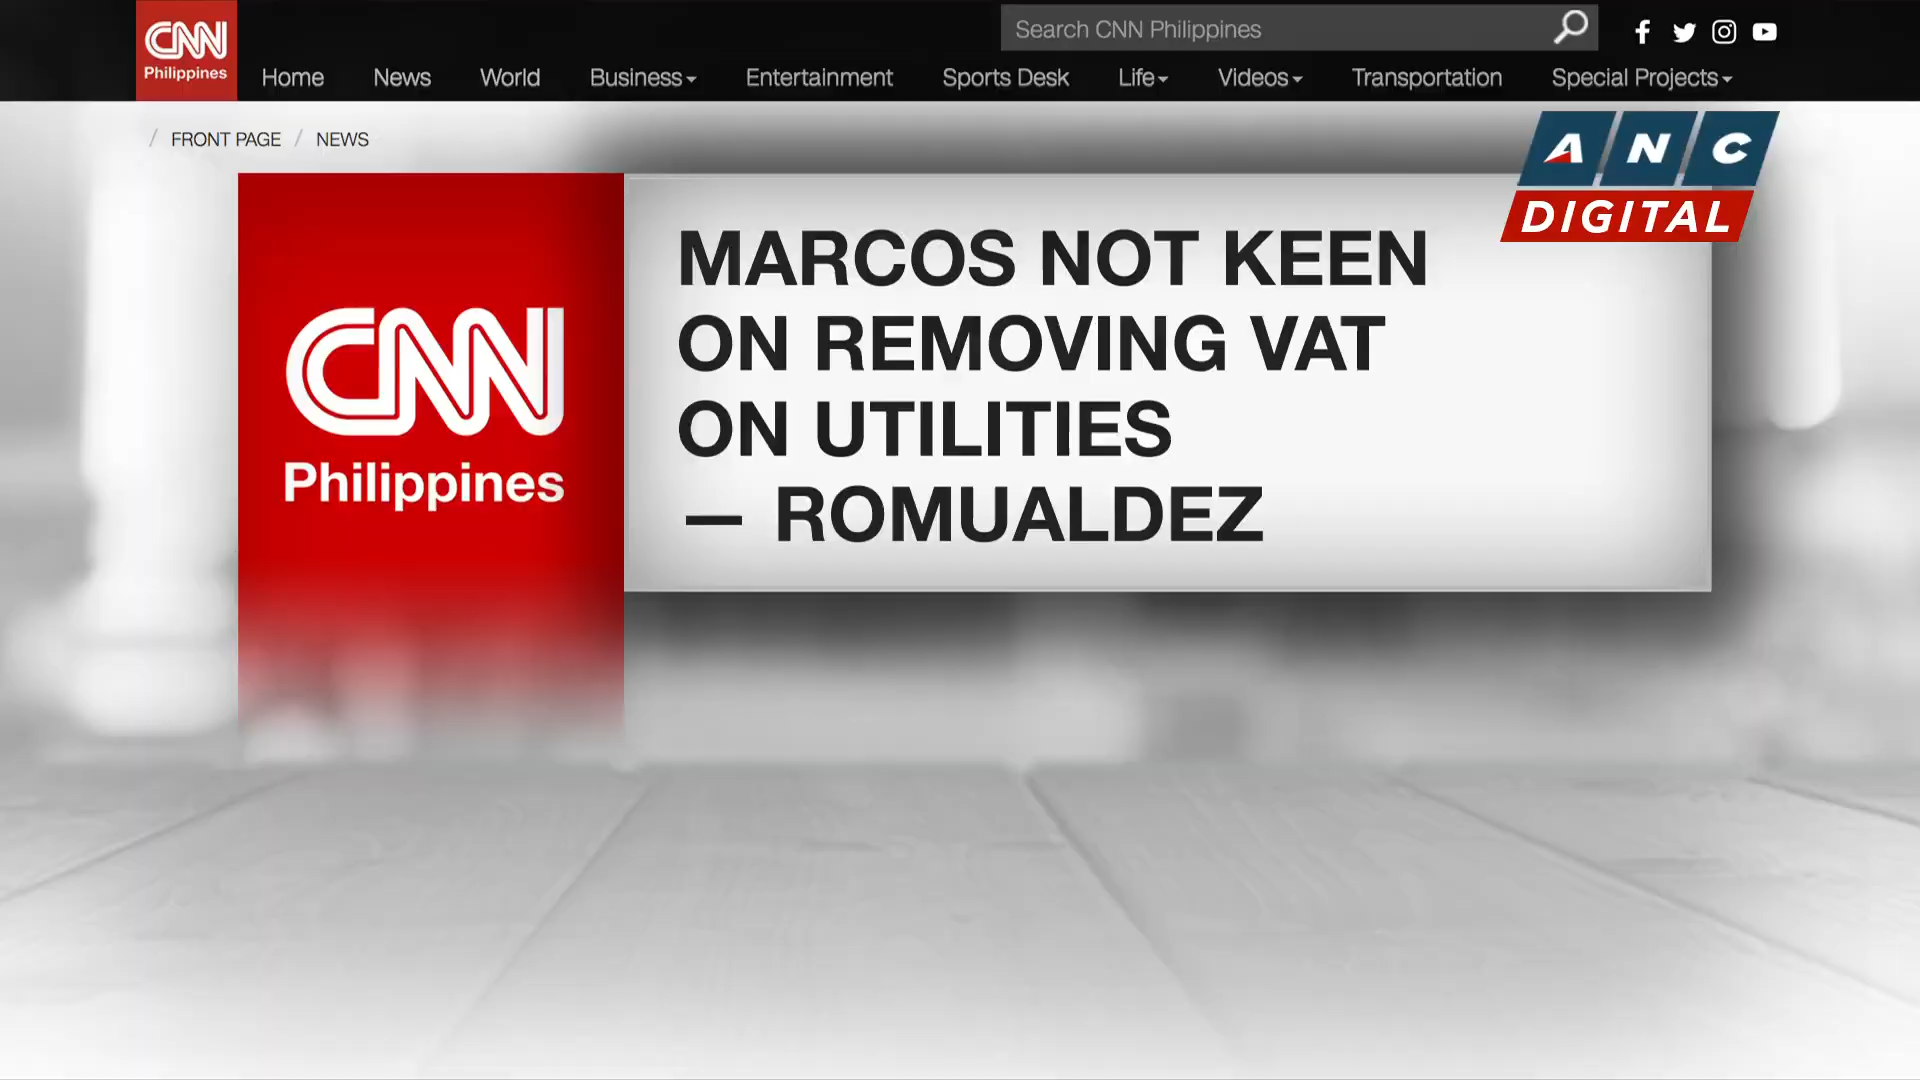 CNN
Philippines
Search CNN Philippines
Home News World Business Entertainment Sports Desk Life Videos Transportation Special Projects
/ FRONT PAGE / NEWS
ANC
DIGITAL
CNN
Philippines
MARCOS NOT KEEN
ON REMOVING VAT
ON UTILITIES
— ROMUALDEZ